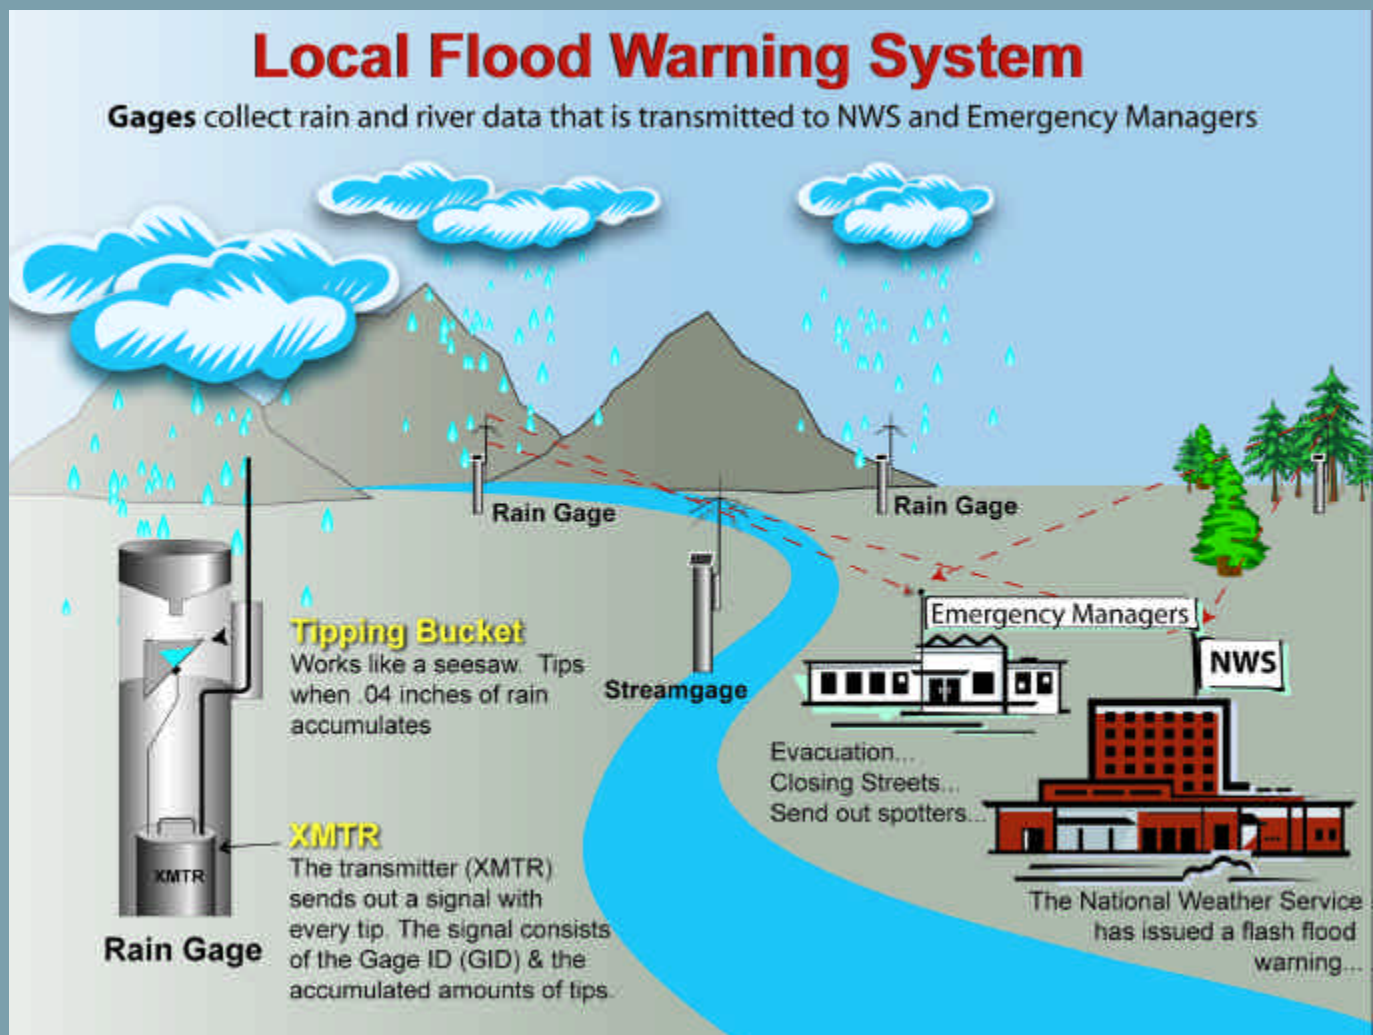 Local Flood Warning System
Gages collect rain and river data that is transmitted to NWS and Emergency Managers
Rain Gage
Rain Gage
Emergency Managers
NWS
Streamgage
Tipping Bucket
Works like a seesaw. Tips
when .04 inches of rain
accumulates
Evacuation...
Closing Streets...
Send out spotters...
XMTR
The transmitter (XMTR)
sends out a signal with
every tip. The signal consists
of the Gage ID (GID) & the
accumulated amounts of tips.
XMTR
Rain Gage
The National Weather Service
has issued a flash flood
warning...